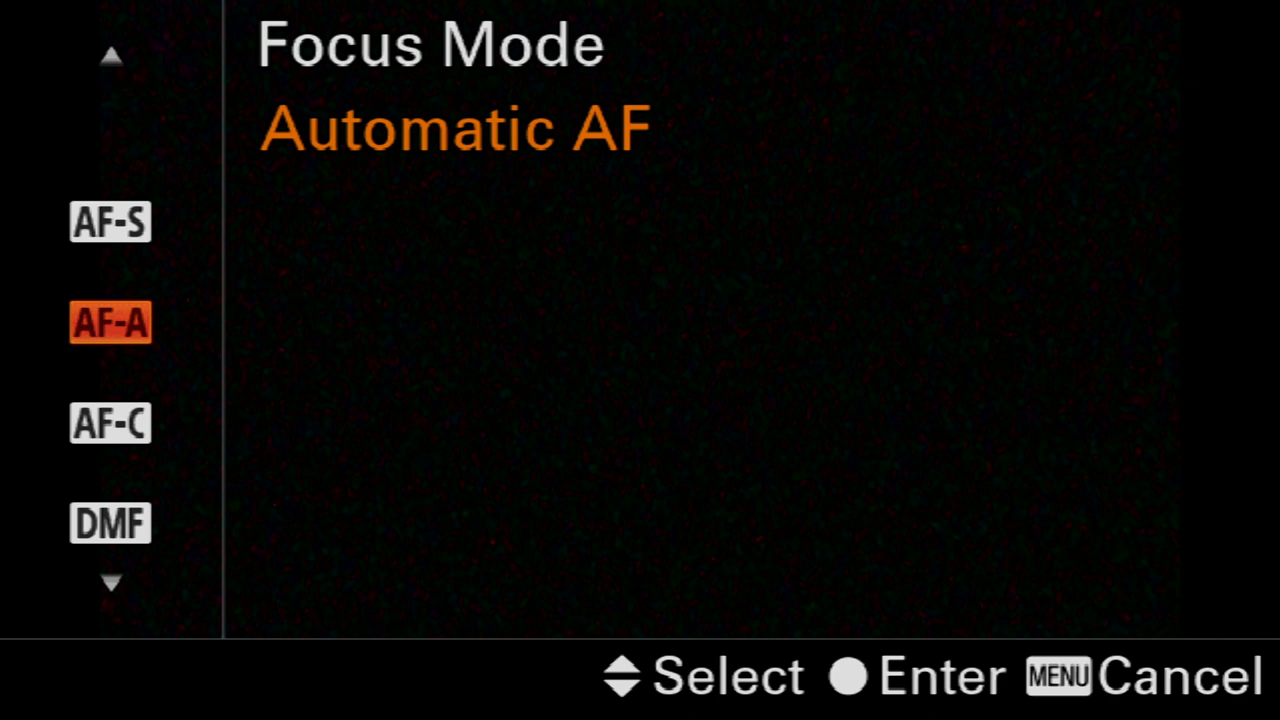 Focus Mode
Automatic AF
AF-S
AF-A
AF-C
DMF
Select Enter MENU Cancel